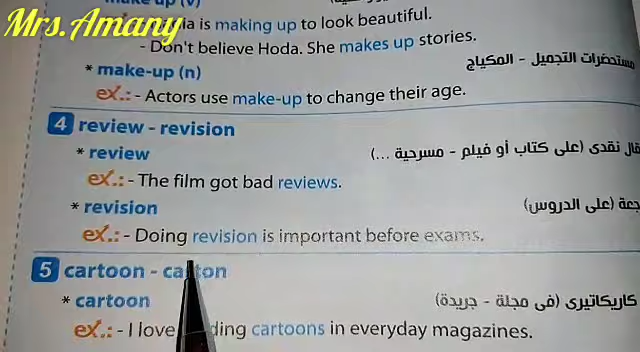 Mrs.Amany
is making up to look beautiful.
- Don't believe Hoda. She makes up stories.
* make-up (n) مستحضرات التجميل - المكياج
ex.: - Actors use make-up to change their age.
4 review - revision
* review نقدى (على كتاب أو فيلم - مسرحية ...)
ex.: - The film got bad reviews.
* revision (على الدروس)
ex.: - Doing revision is important before exams.
5 cartoon -
* cartoon كاريكاتيرى (فى مجلة - جريدة)
ex.: - I love cartoons in everyday magazines.